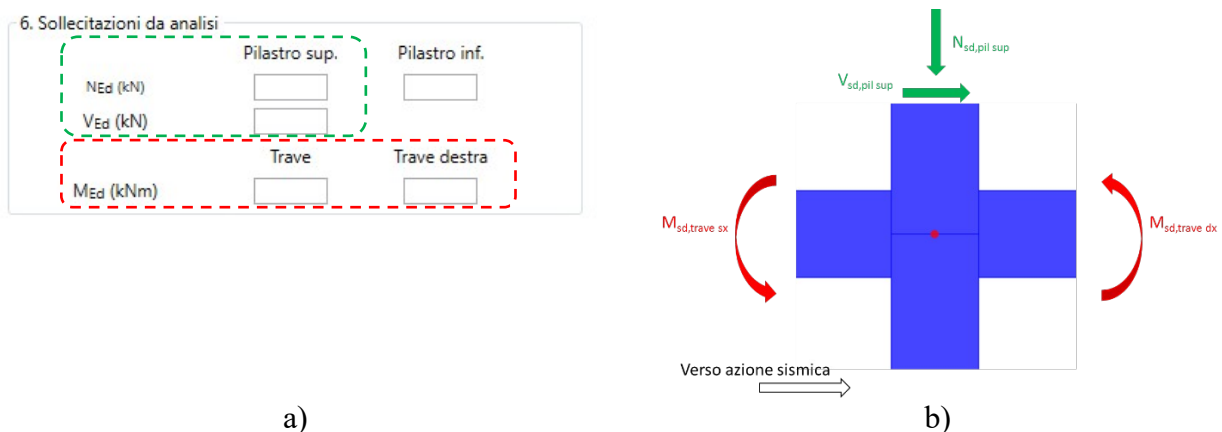 6. Sollecitazioni da analisi
Pilastro sup. Pilastro inf.
NEd (kN)
VEd (kN)
Trave Trave destra
MEd (kNm)
a)
Nsd,pil sup
Vsd,pil sup
Msd,trave sx
Msd,trave dx
Verso azione sismica
b)